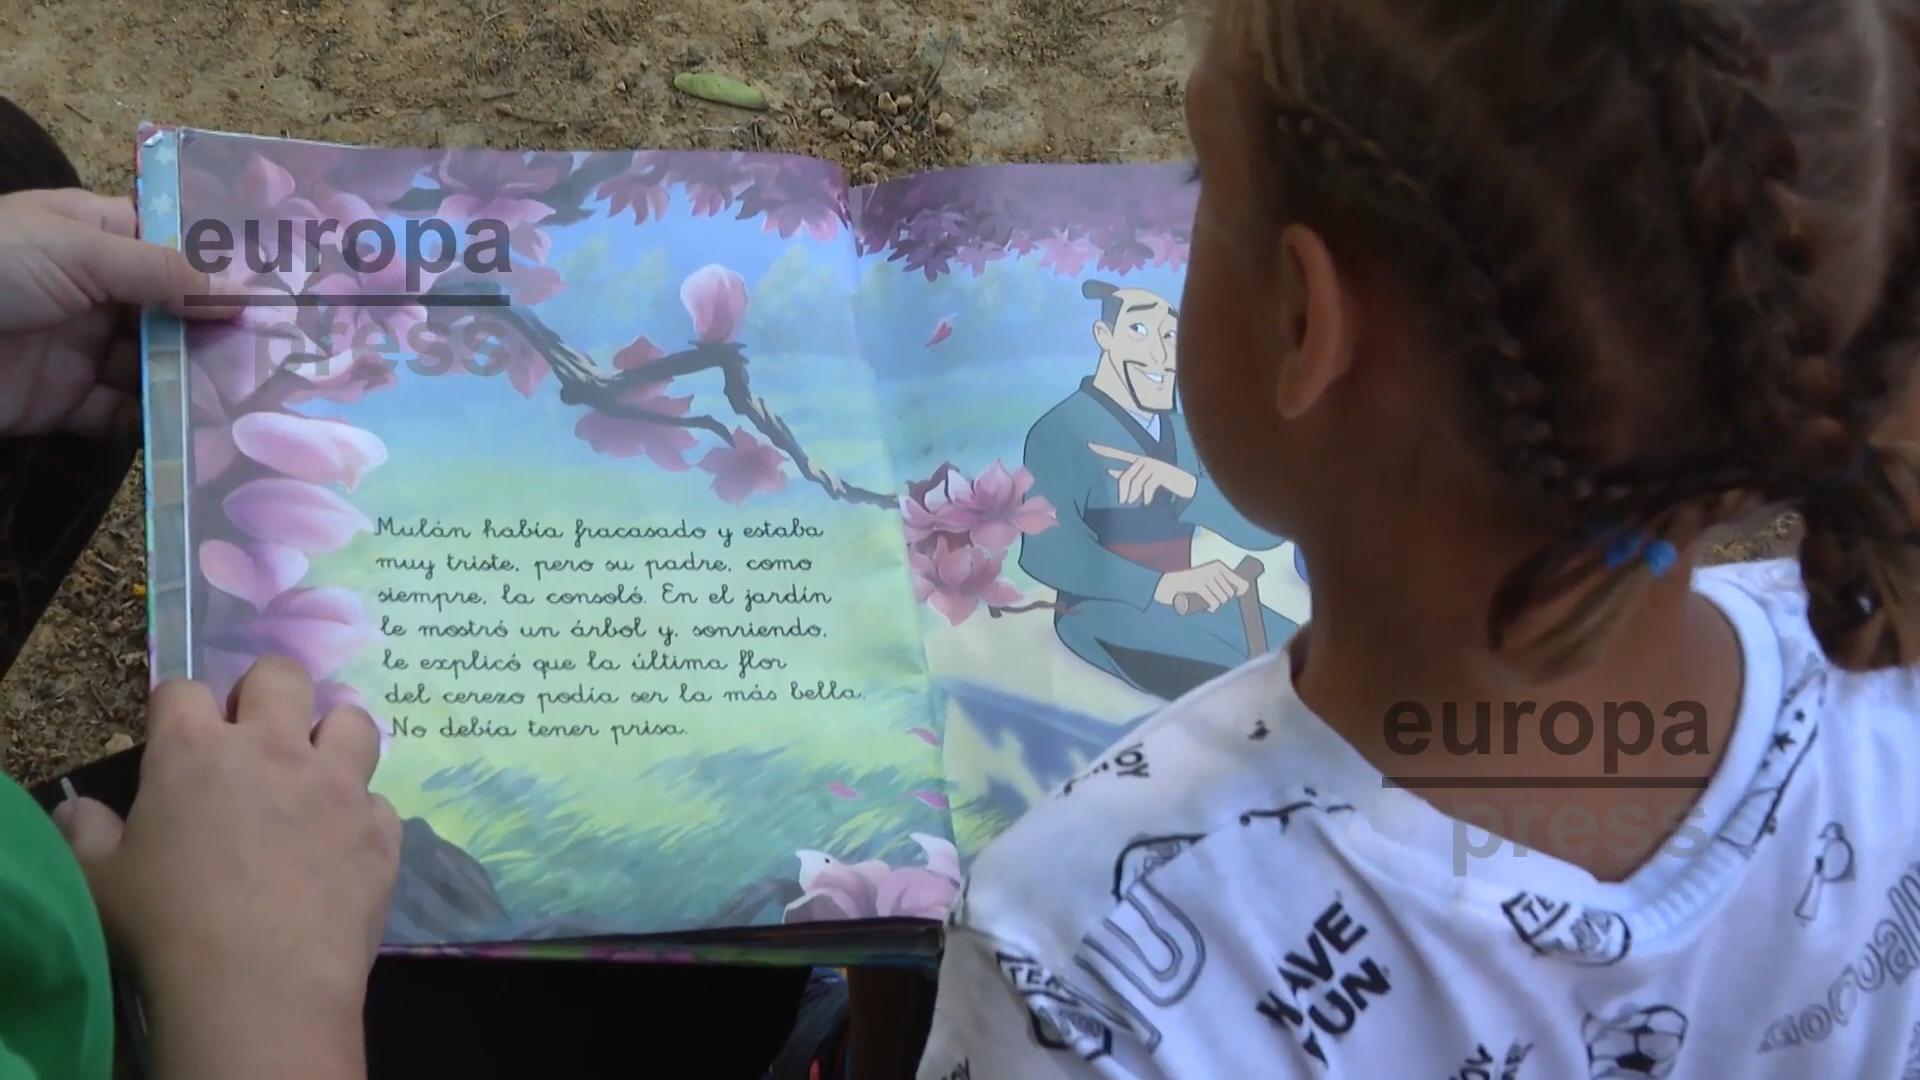 europa
press
Mulán había fracasado y estaba
muy triste, pero su padre, como
siempre, la consoló. En el jardín
le mostró un árbol y, sonriendo,
le explicó que la última flor
del cerezo podía ser la más bella.
No debía tener prisa.
europa
press
HAVE
FUN